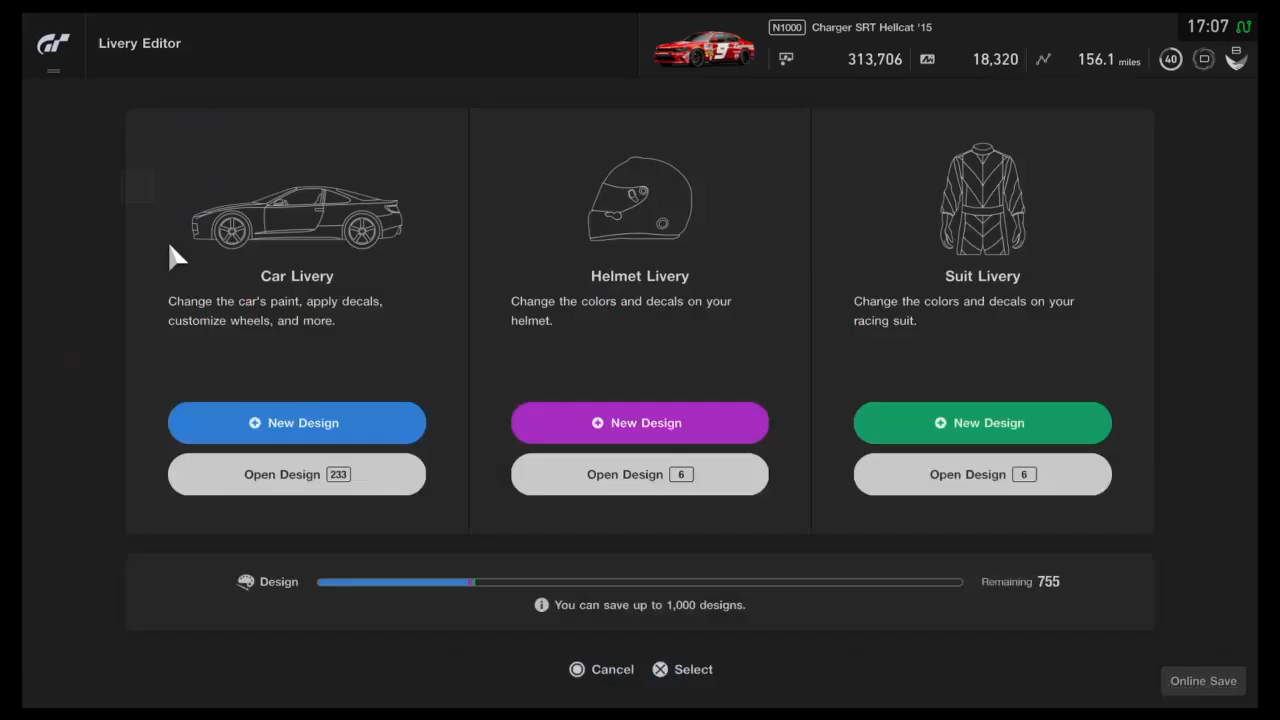 Livery Editor
N1000 Charger SRT Hellcat '15
17:07
313,706
18,320
156.1 miles
40
9
Car Livery
Change the car's paint, apply decals,
customize wheels, and more.
New Design
Open Design 233
Helmet Livery
Change the colors and decals on your
helmet.
New Design
Open Design 6
Suit Livery
Change the colors and decals on your
racing suit.
New Design
Open Design 6
Design
Remaining 755
You can save up to 1,000 designs.
Cancel
Select
Online Save